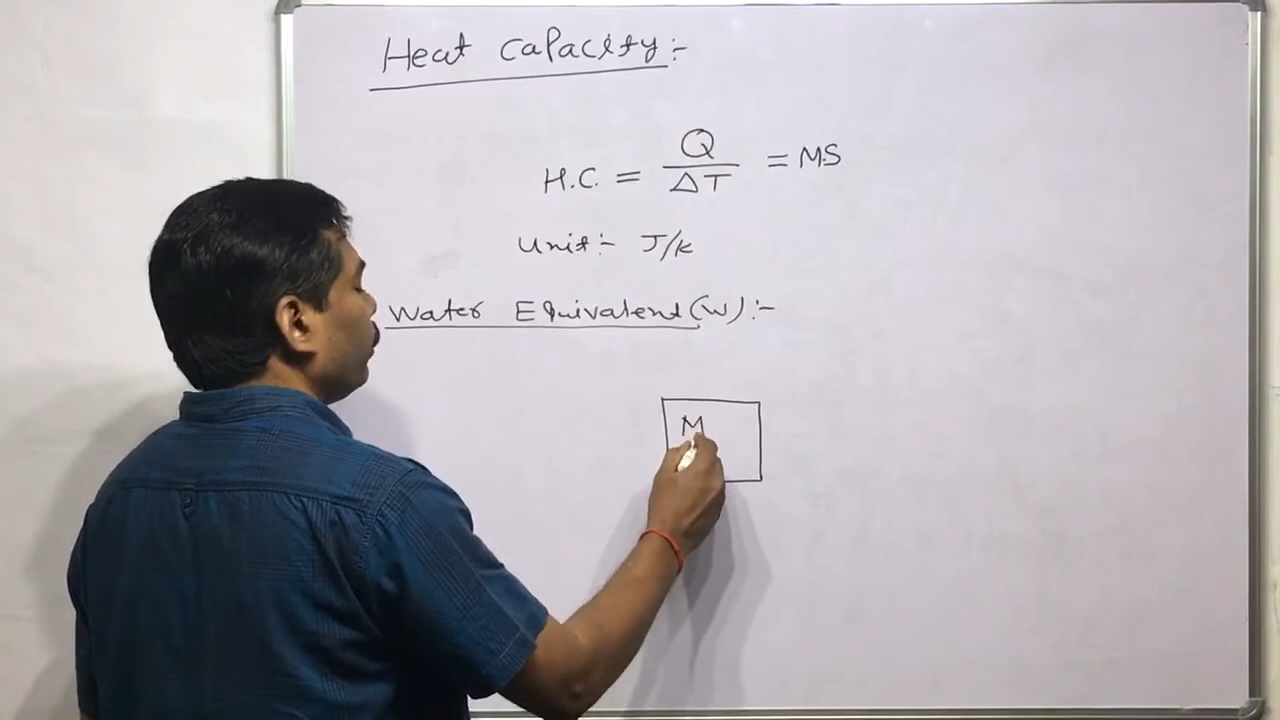 Heat capacity:-
H.C. = Q/ΔT = MS
Unit:- J/K
Water Equivalent (W):-
M